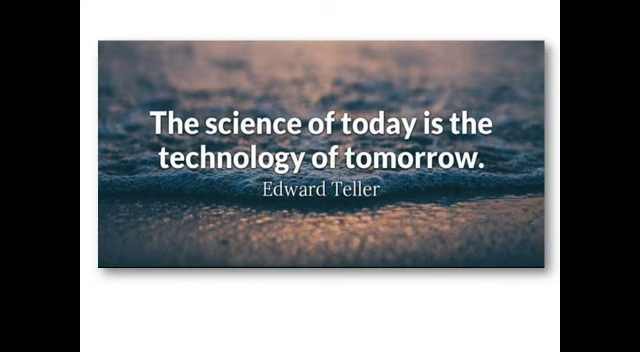 The science of today is the
technology of tomorrow.
Edward Teller